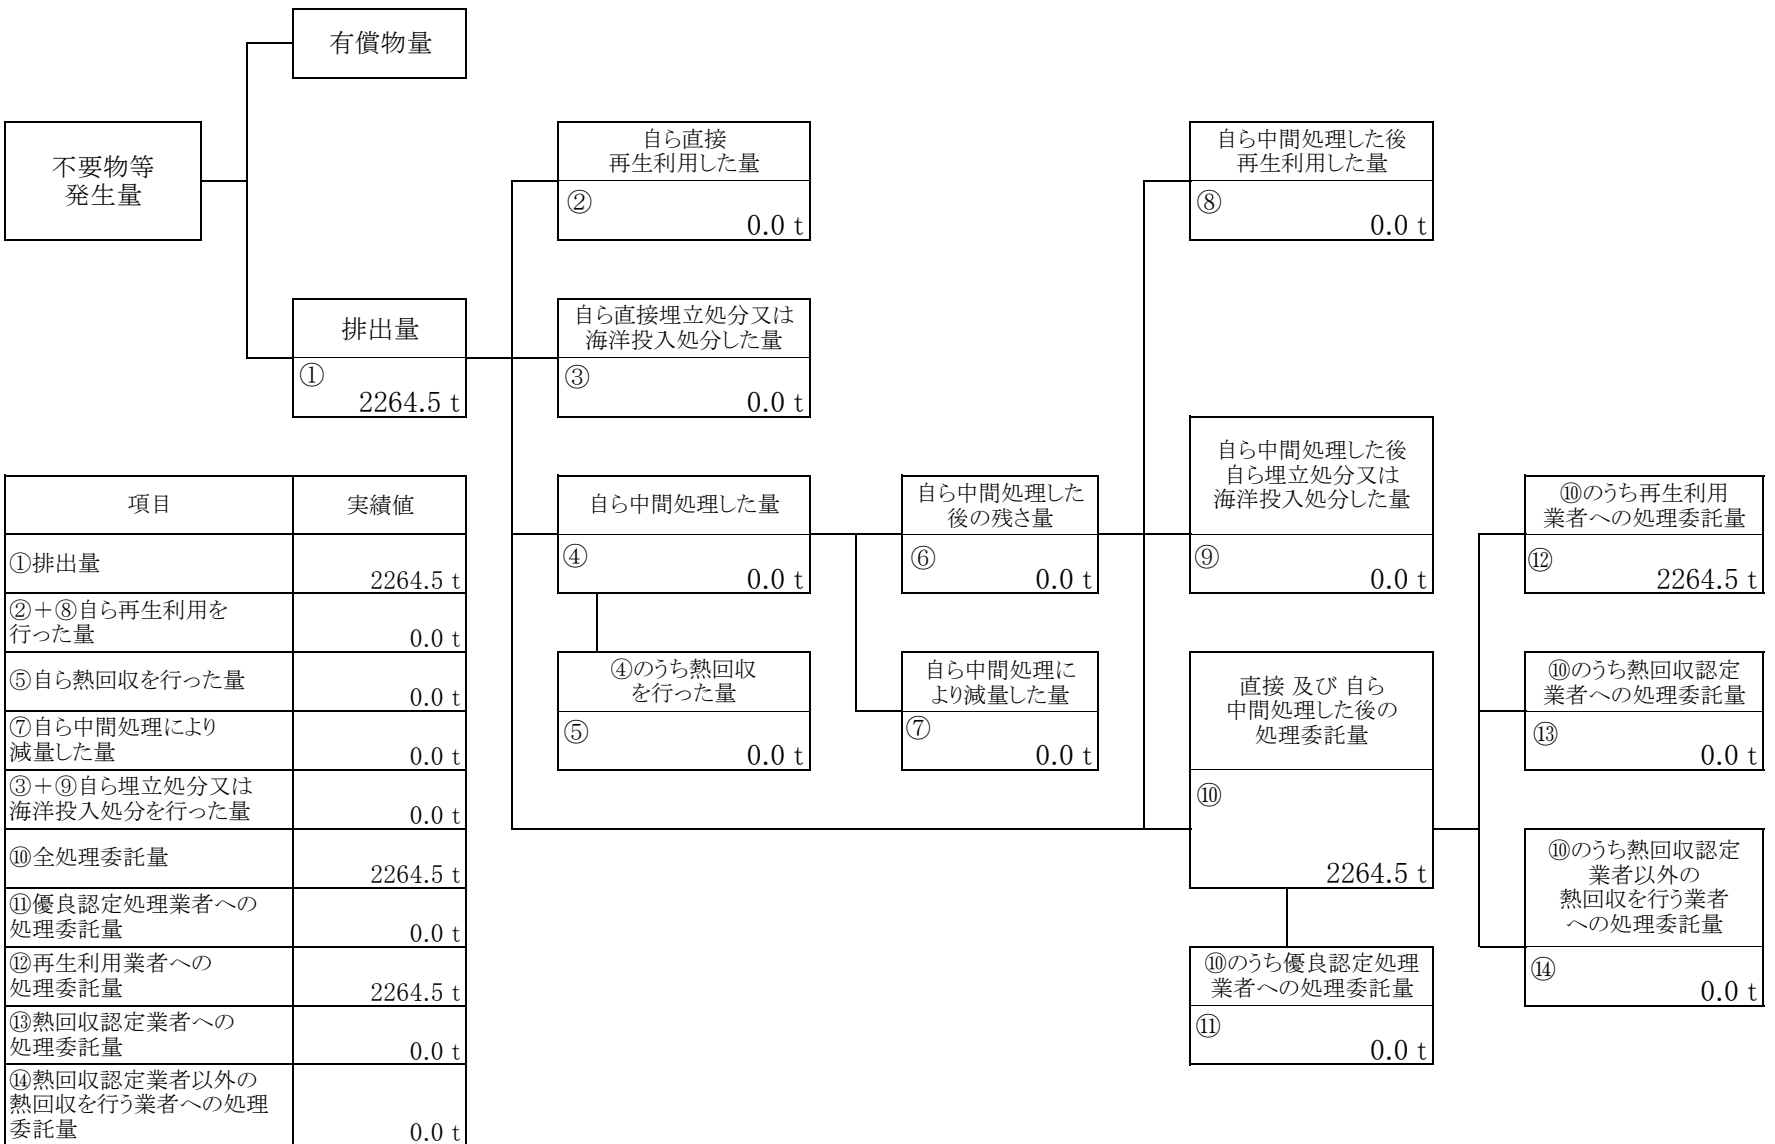 有償物量
不要物等
発生量
自ら直接
再生利用した量
②
0.0 t
自ら中間処理した後
再生利用した量
⑧
0.0 t
排出量
①
2264.5 t
自ら直接埋立処分又は
海洋投入処分した量
③
0.0 t
自ら中間処理した量
④
0.0 t
自ら中間処理した
後の残さ量
⑥
0.0 t
自ら中間処理した後
自ら埋立処分又は
海洋投入処分した量
⑨
0.0 t
⑩のうち再生利用
業者への処理委託量
⑫
2264.5 t
④のうち熱回収
を行った量
⑤
0.0 t
自ら中間処理に
より減量した量
⑦
0.0 t
直接 及び 自ら
中間処理した後の
処理委託量
⑩
2264.5 t
⑩のうち熱回収認定
業者への処理委託量
⑬
0.0 t
⑩のうち熱回収認定
業者以外の
熱回収を行う業者
への処理委託量
⑭
0.0 t
⑩のうち優良認定処理
業者への処理委託量
⑪
0.0 t
項目 実績値
①排出量
2264.5 t
②+⑧自ら再生利用を
行った量
0.0 t
⑤自ら熱回収を行った量
0.0 t
⑦自ら中間処理により
減量した量
0.0 t
③+⑨自ら埋立処分又は
海洋投入処分を行った量
0.0 t
⑩全処理委託量
2264.5 t
⑪優良認定処理業者への
処理委託量
0.0 t
⑫再生利用業者への
処理委託量
2264.5 t
⑬熱回収認定業者への
処理委託量
0.0 t
⑭熱回収認定業者以外の
熱回収を行う業者への処理
委託量
0.0 t